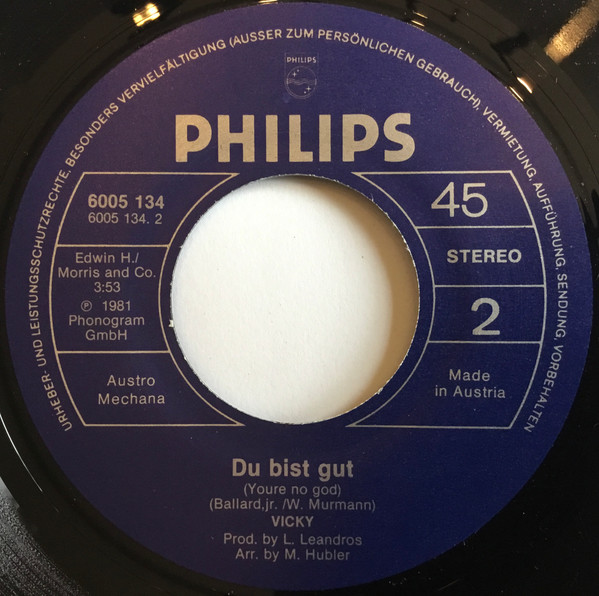 URHEBER- UND LEISTUNGSSCHUTZRECHTE, BESONDERS VERVIELFÄLTIGUNG (AUSSER ZUM PERSÖNLICHEN GEBRAUCH), VERMIETUNG, AUFFÜHRUNG, SENDUNG, VORBEHALTEN
PHILIPS
PHILIPS
6005 134
6005 134. 2
Edwin H./
Morris and Co.
3:53
℗ 1981
Phonogram
GmbH
Austro
Mechana
45
STEREO
2
Made
in Austria
Du bist gut
(Youre no god)
(Ballard,jr. /W. Murmann)
VICKY
Prod. by L. Leandros
Arr. by M. Hubler